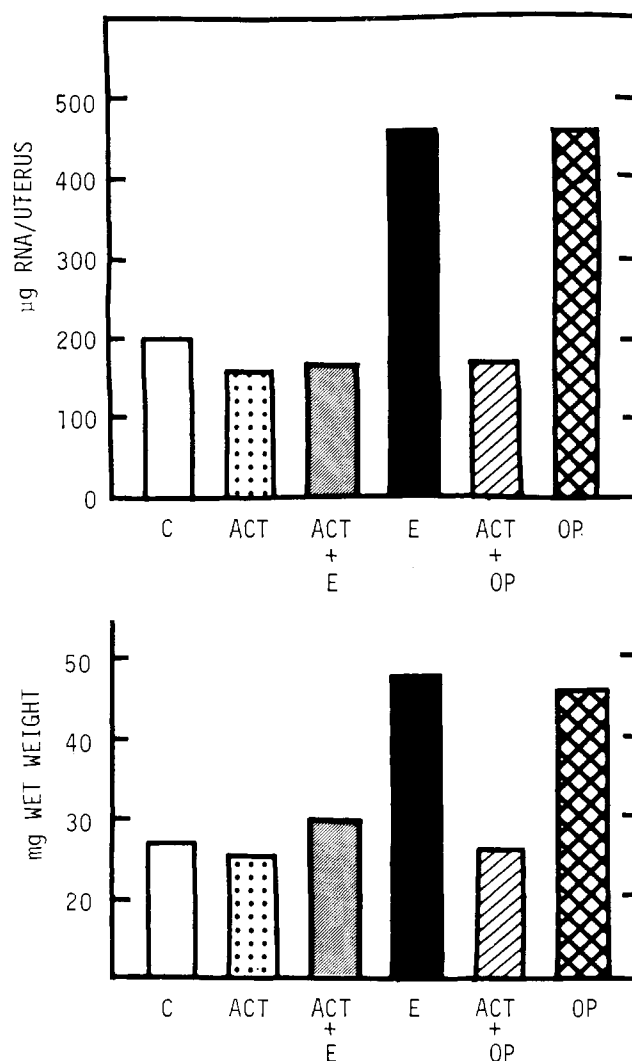 µg RNA/UTERUS
500
400
300
200
100
0
C ACT ACT + E E ACT + OP OP
mg WET WEIGHT
50
40
30
20
C ACT ACT + E E ACT + OP OP